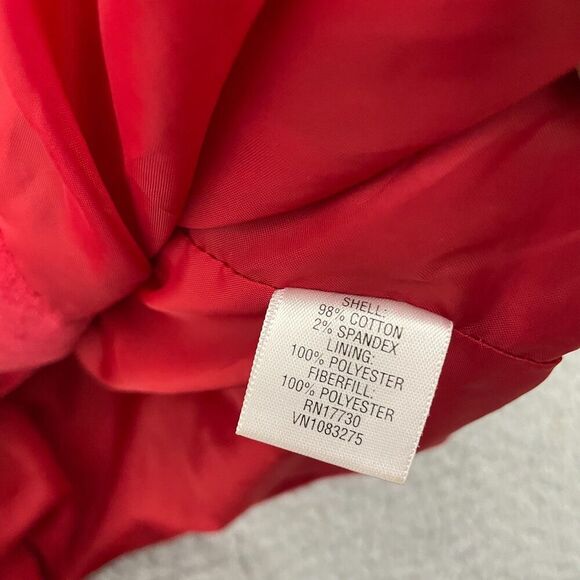 SHELL:
98% COTTON
2% SPANDEX
LINING:
100% POLYESTER
FIBERFILL:
100% POLYESTER
RN17730
VN1083275